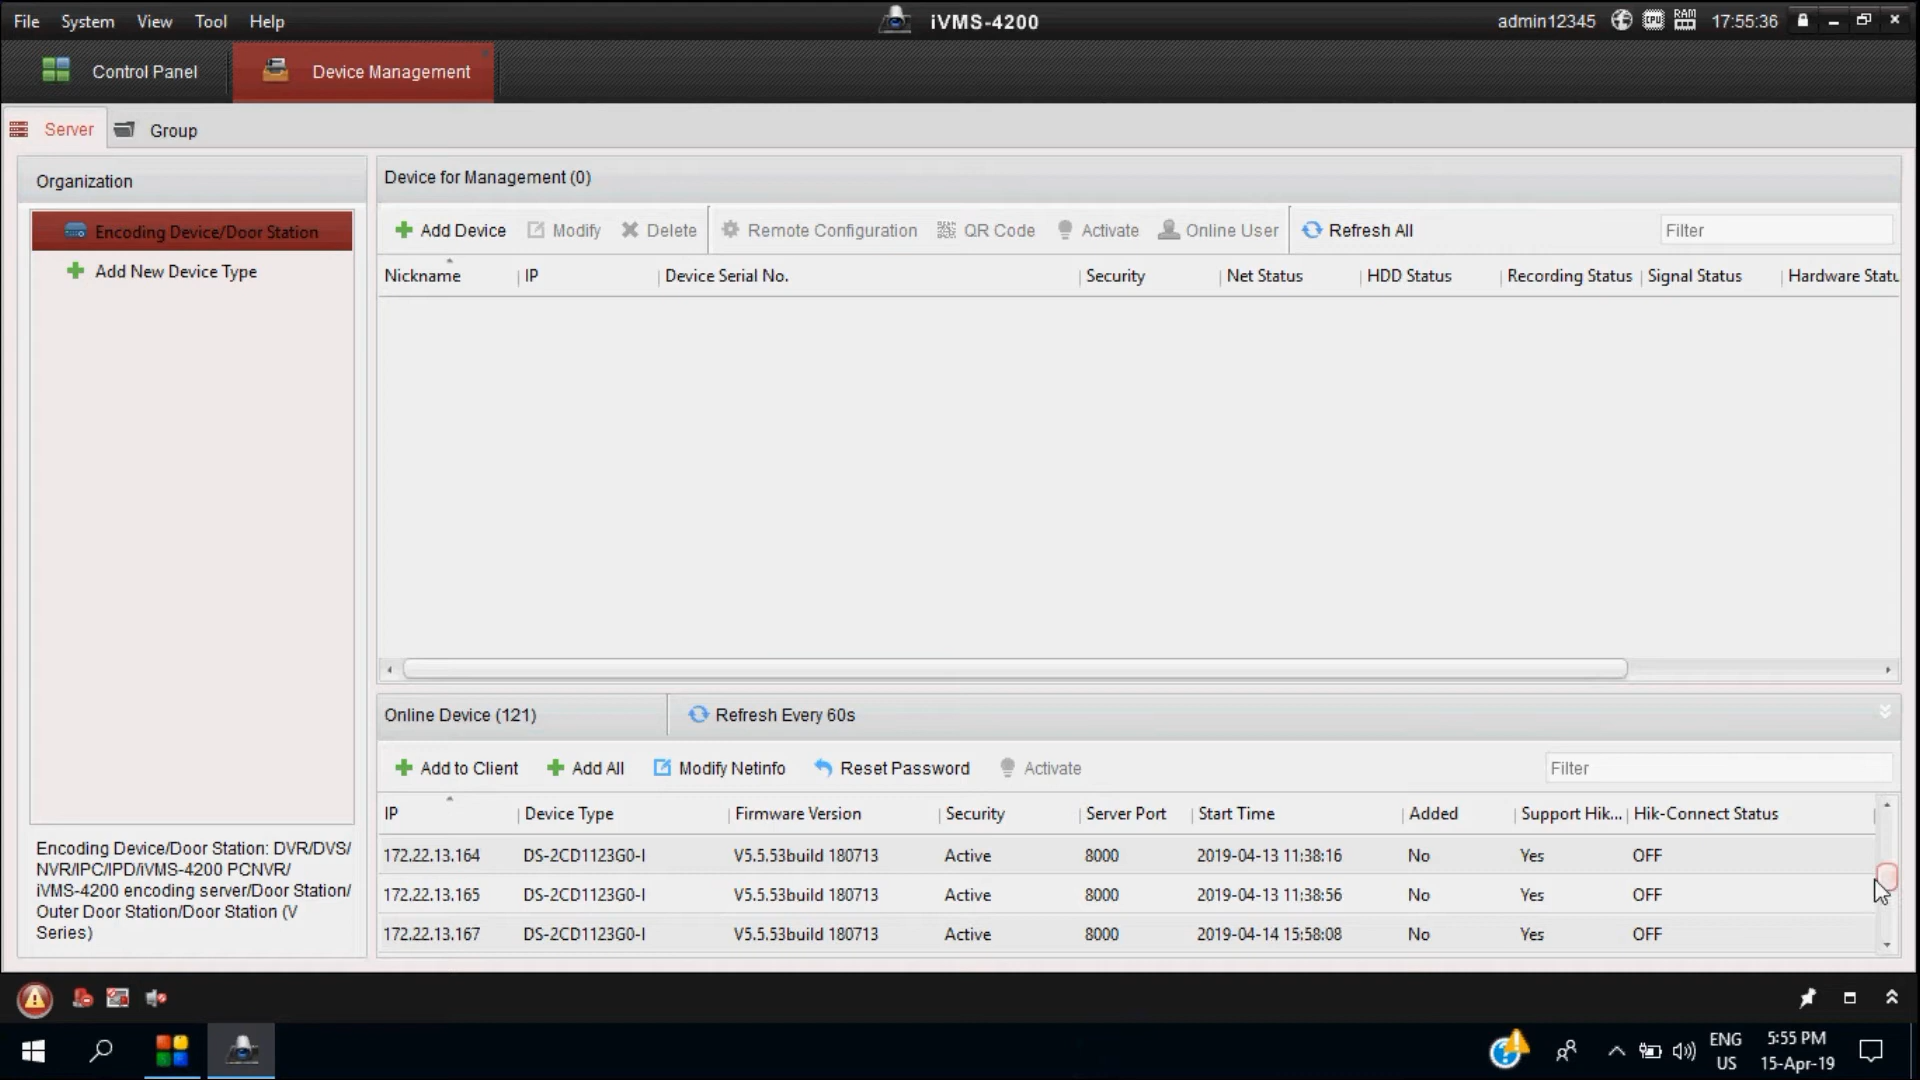 File System View Tool Help
iVMS-4200
admin12345 CPU RAM 17:55:36
Control Panel
Device Management
Server
Group
Organization
Encoding Device/Door Station
Add New Device Type
Encoding Device/Door Station: DVR/DVS/
NVR/IPC/IPD/iVMS-4200 PCNVR/
iVMS-4200 encoding server/Door Station/
Outer Door Station/Door Station (V
Series)
Device for Management (0)
Add Device Modify Delete Remote Configuration QR Code Activate Online User Refresh All Filter
Nickname IP Device Serial No. Security Net Status HDD Status Recording Status Signal Status Hardware Statu
Online Device (121) Refresh Every 60s
Add to Client Add All Modify Netinfo Reset Password Activate Filter
IP Device Type Firmware Version Security Server Port Start Time Added Support Hik... Hik-Connect Status
172.22.13.164 DS-2CD1123G0-I V5.5.53build 180713 Active 8000 2019-04-13 11:38:16 No Yes OFF
172.22.13.165 DS-2CD1123G0-I V5.5.53build 180713 Active 8000 2019-04-13 11:38:56 No Yes OFF
172.22.13.167 DS-2CD1123G0-I V5.5.53build 180713 Active 8000 2019-04-14 15:58:08 No Yes OFF
ENG
US
5:55 PM
15-Apr-19